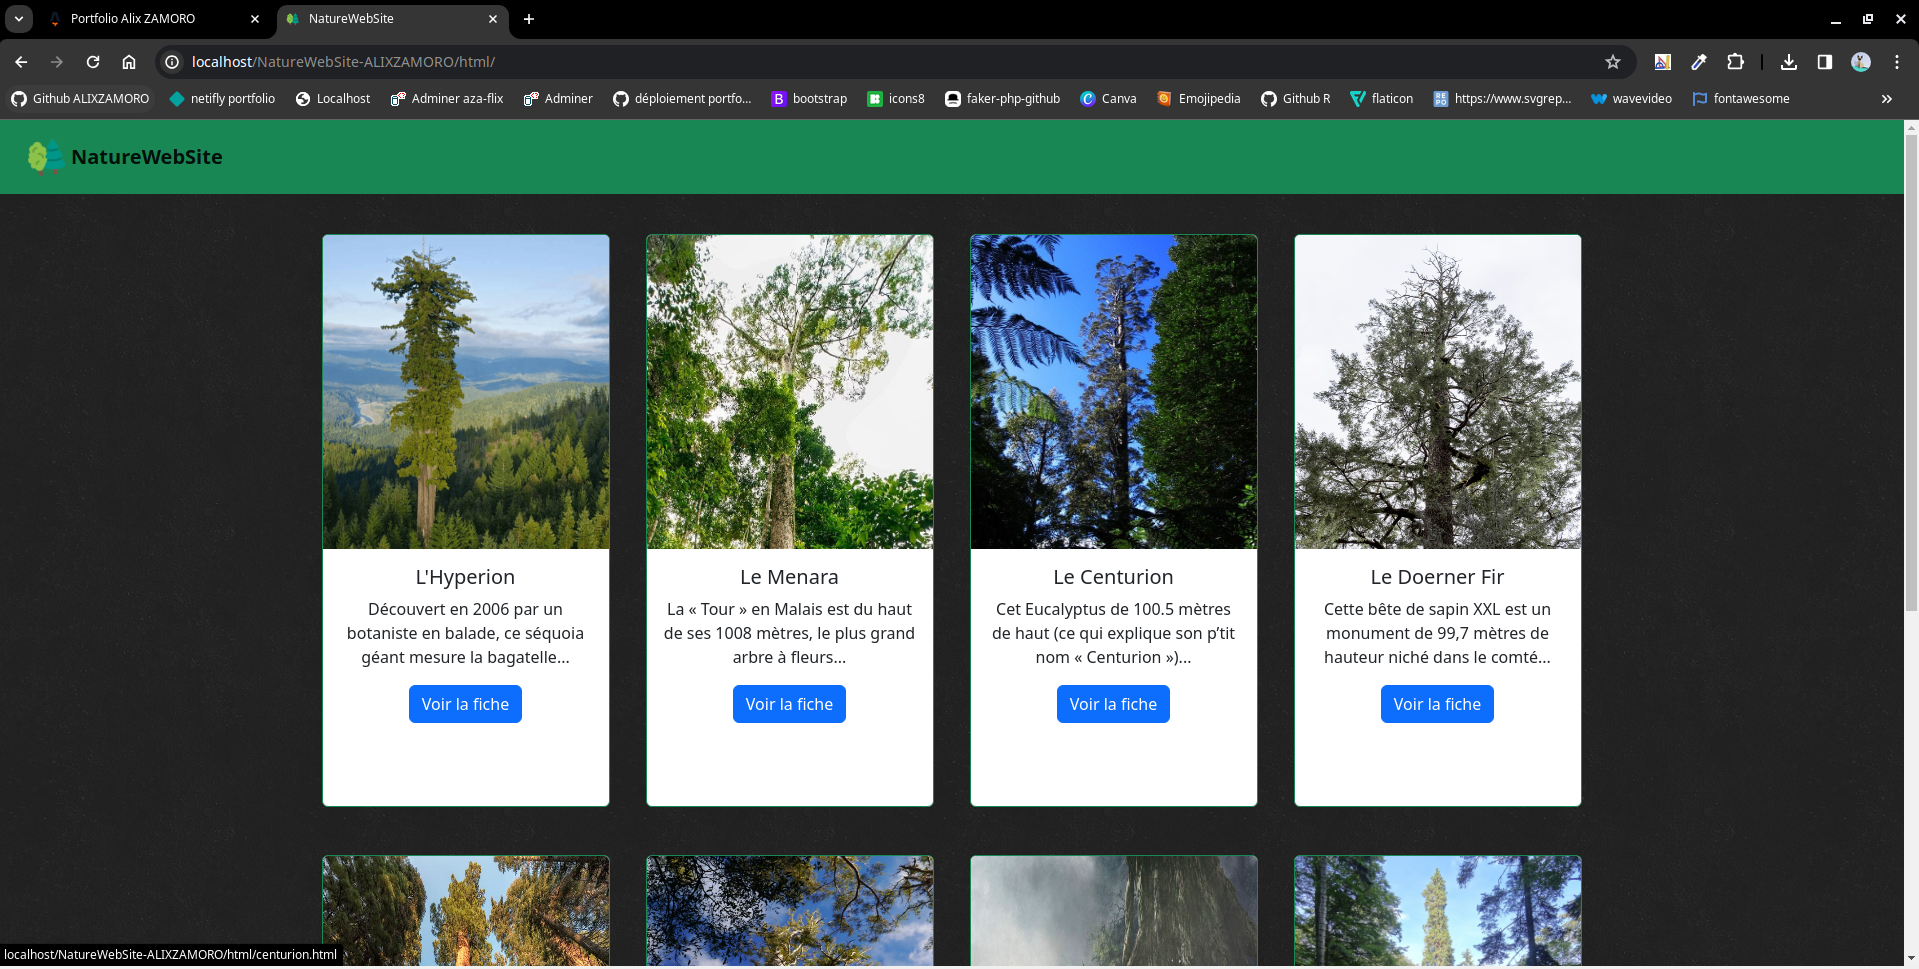 Portfolio Alix ZAMORO
NatureWebSite
localhost/NatureWebSite-ALIXZAMORO/html/
Github ALIXZAMORO
netifly portfolio
Localhost
Adminer aza-flix
Adminer
déploiement portfo...
B bootstrap
icons8
faker-php-github
Canva
Emojipedia
Github R
flaticon
https://www.svgrep...
wavevideo
fontawesome
NatureWebSite
L'Hyperion
Découvert en 2006 par un
botaniste en balade, ce séquoia
géant mesure la bagatelle...
Voir la fiche
Le Menara
La « Tour » en Malais est du haut
de ses 1008 mètres, le plus grand
arbre à fleurs...
Voir la fiche
Le Centurion
Cet Eucalyptus de 100.5 mètres
de haut (ce qui explique son p’tit
nom « Centurion »)...
Voir la fiche
Le Doerner Fir
Cette bête de sapin XXL est un
monument de 99,7 mètres de
hauteur niché dans le comté...
Voir la fiche
localhost/NatureWebSite-ALIXZAMORO/html/centurion.html